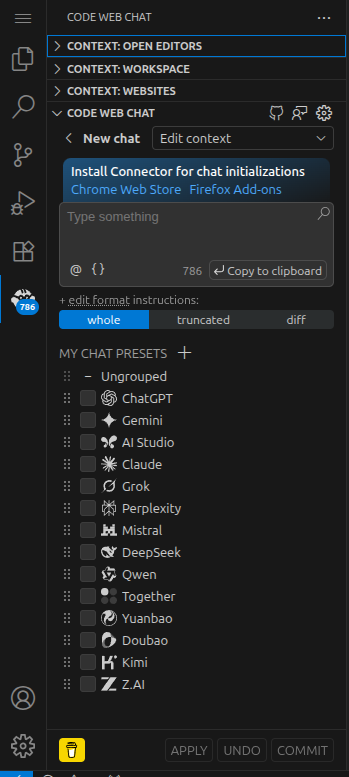 CODE WEB CHAT
CONTEXT: OPEN EDITORS
CONTEXT: WORKSPACE
CONTEXT: WEBSITES
CODE WEB CHAT
New chat Edit context
Install Connector for chat initializations
Chrome Web Store Firefox Add-ons
Type something
@ {} 786 Copy to clipboard
786
+ edit format instructions:
whole truncated diff
MY CHAT PRESETS +
– Ungrouped
ChatGPT
Gemini
AI Studio
Claude
Grok
Perplexity
Mistral
DeepSeek
Qwen
Together
Yuanbao
Doubao
Kimi
Z.AI
APPLY UNDO COMMIT